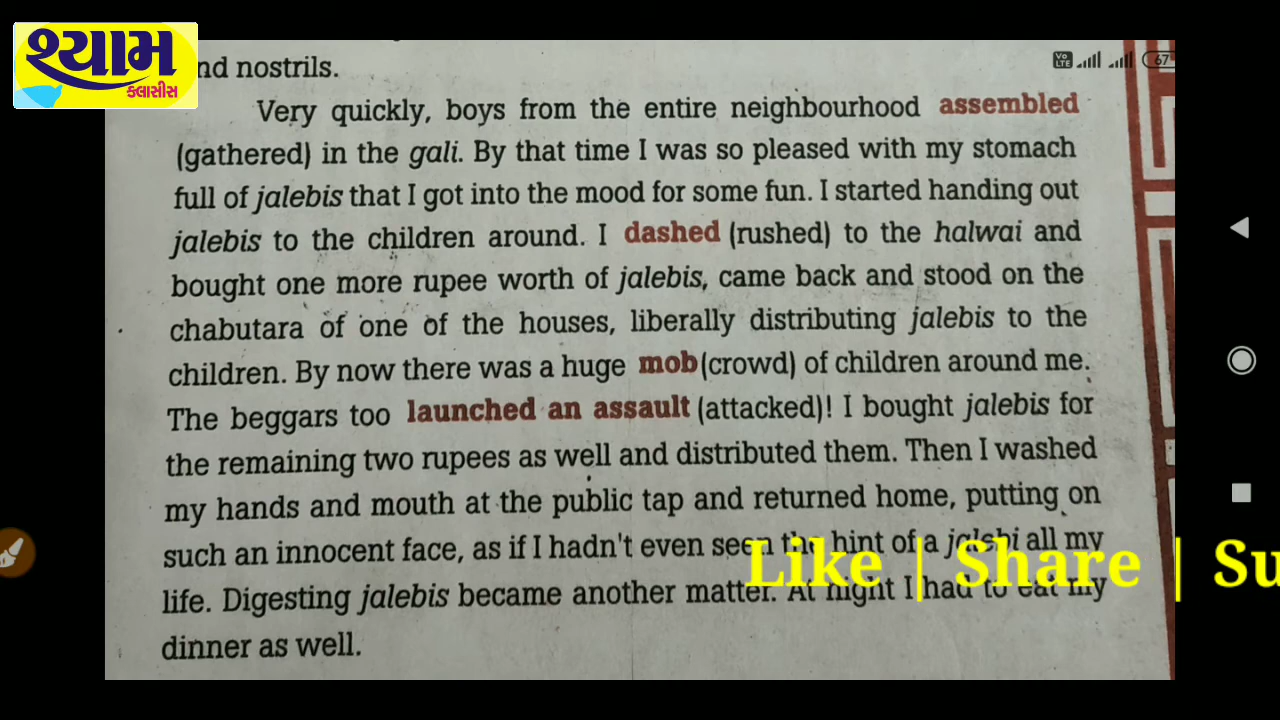 શ્યામ
ક્લાસીસ
nd nostrils.
Vo LTE 67
Very quickly, boys from the entire neighbourhood assembled
(gathered) in the gali. By that time I was so pleased with my stomach
full of jalebis that I got into the mood for some fun. I started handing out
jalebis to the children around. I dashed (rushed) to the halwai and
bought one more rupee worth of jalebis, came back and stood on the
chabutara of one of the houses, liberally distributing jalebis to the
children. By now there was a huge mob (crowd) of children around me.
The beggars too launched an assault (attacked)! I bought jalebis for
the remaining two rupees as well and distributed them. Then I washed
my hands and mouth at the public tap and returned home, putting on
such an innocent face, as if I hadn't even seen the hint of a jalebi all my
life. Digesting jalebis became another matter. At night I had to eat my
Like | Share | Su
dinner as well.